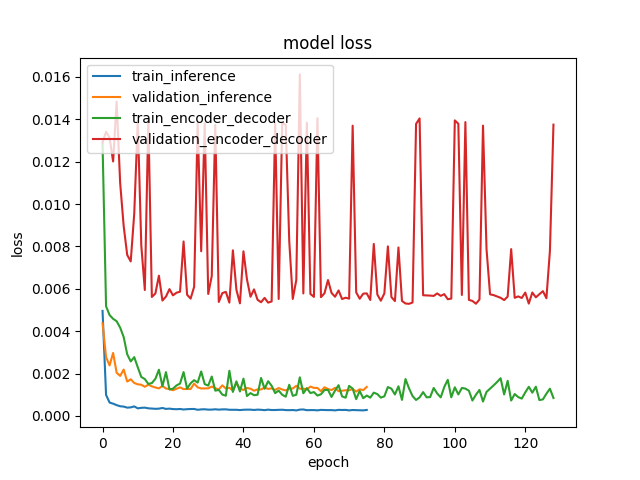 model loss
train_inference
validation_inference
train_encoder_decoder
validation_encoder_decoder
loss
0.016
0.014
0.012
0.010
0.008
0.006
0.004
0.002
0.000
0 20 40 60 80 100 120
epoch